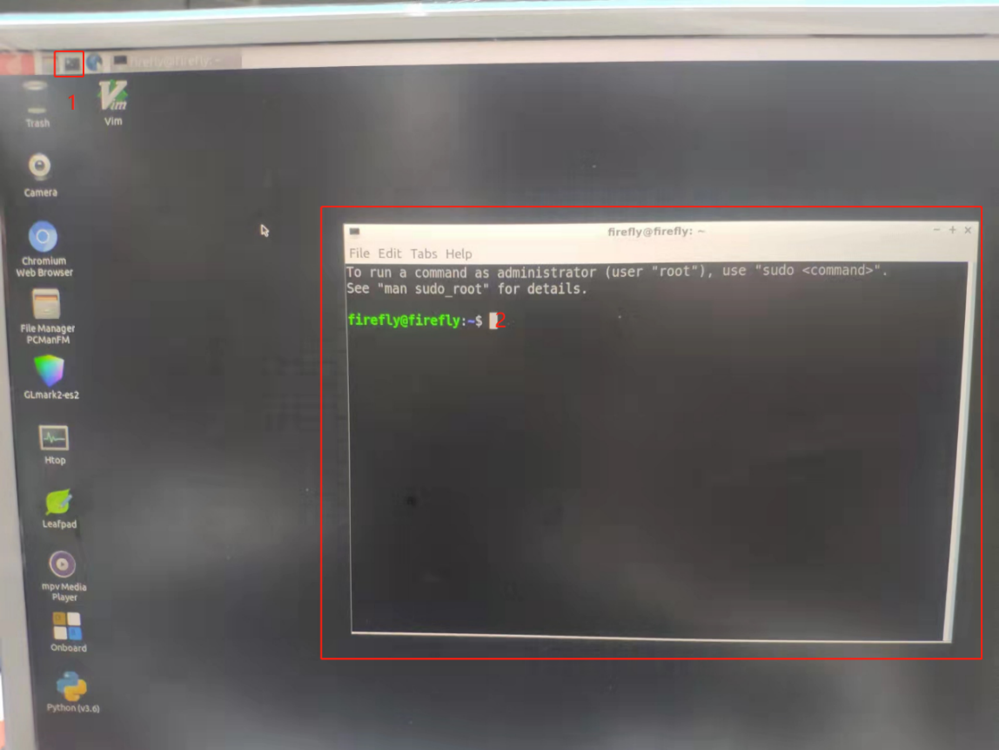 firefly@firefly: ~
1
Trash
Vim
Camera
Chromium
Web Browser
File Manager
PCManFM
GLmark2-es2
Htop
Leafpad
mpv Media
Player
Onboard
Python (v3.6)
firefly@firefly: ~
File Edit Tabs Help
To run a command as administrator (user "root"), use "sudo <command>".
See "man sudo_root" for details.
firefly@firefly:~$ 2